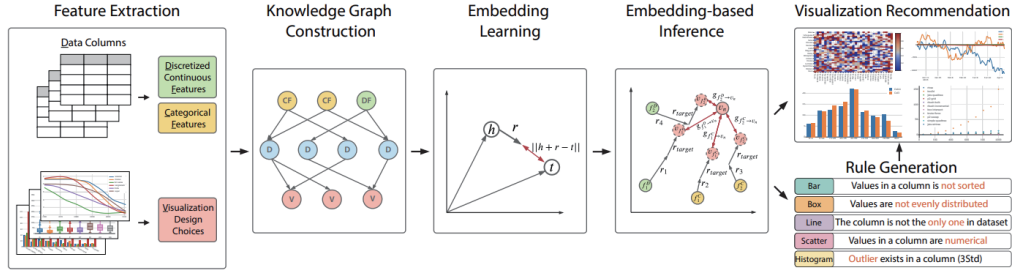 Feature Extraction
Data Columns
Discretized
Continuous
Features
Categorical
Features
Visualization
Design
Choices
Knowledge Graph
Construction
CF
CF
DF
D
D
D
D
V
V
V
Embedding
Learning
h
r
||h + r − t||
t
Embedding-based
Inference
r4
rtarget
rtarget
rtarget
rtarget
r1
r2
r3
Visualization Recommendation
Rule Generation
Bar Values in a column is not sorted
Box Values are not evenly distributed
Line The column is not the only one in dataset
Scatter Values in a column are numerical
Histogram Outlier exists in a column (3Std)